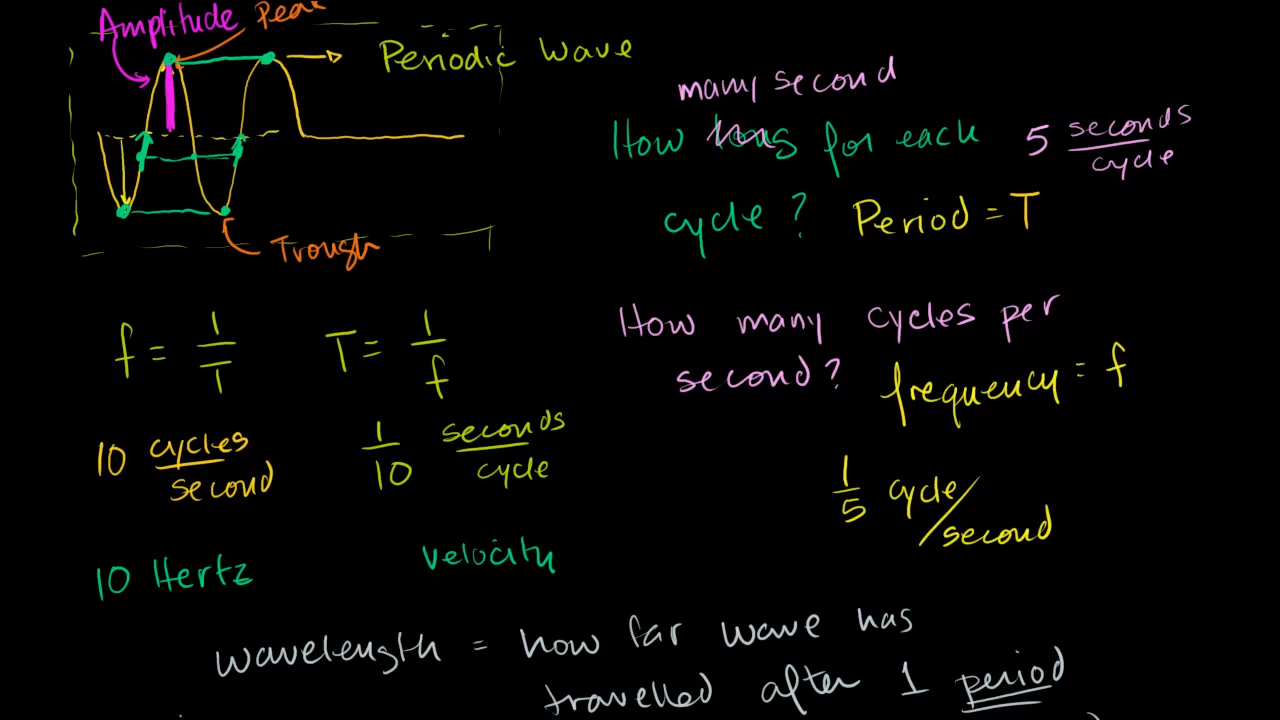 Amplitude Peak
Periodic Wave
Trough
many second
How long for each
cycle? Period = T
5 seconds/cycle
f = 1/T T = 1/f
How many cycles per
second? frequency = f
10 cycles/second 1/10 seconds/cycle
1/5 cycle/second
10 Hertz velocity
wavelength = how far wave has
travelled after 1 period